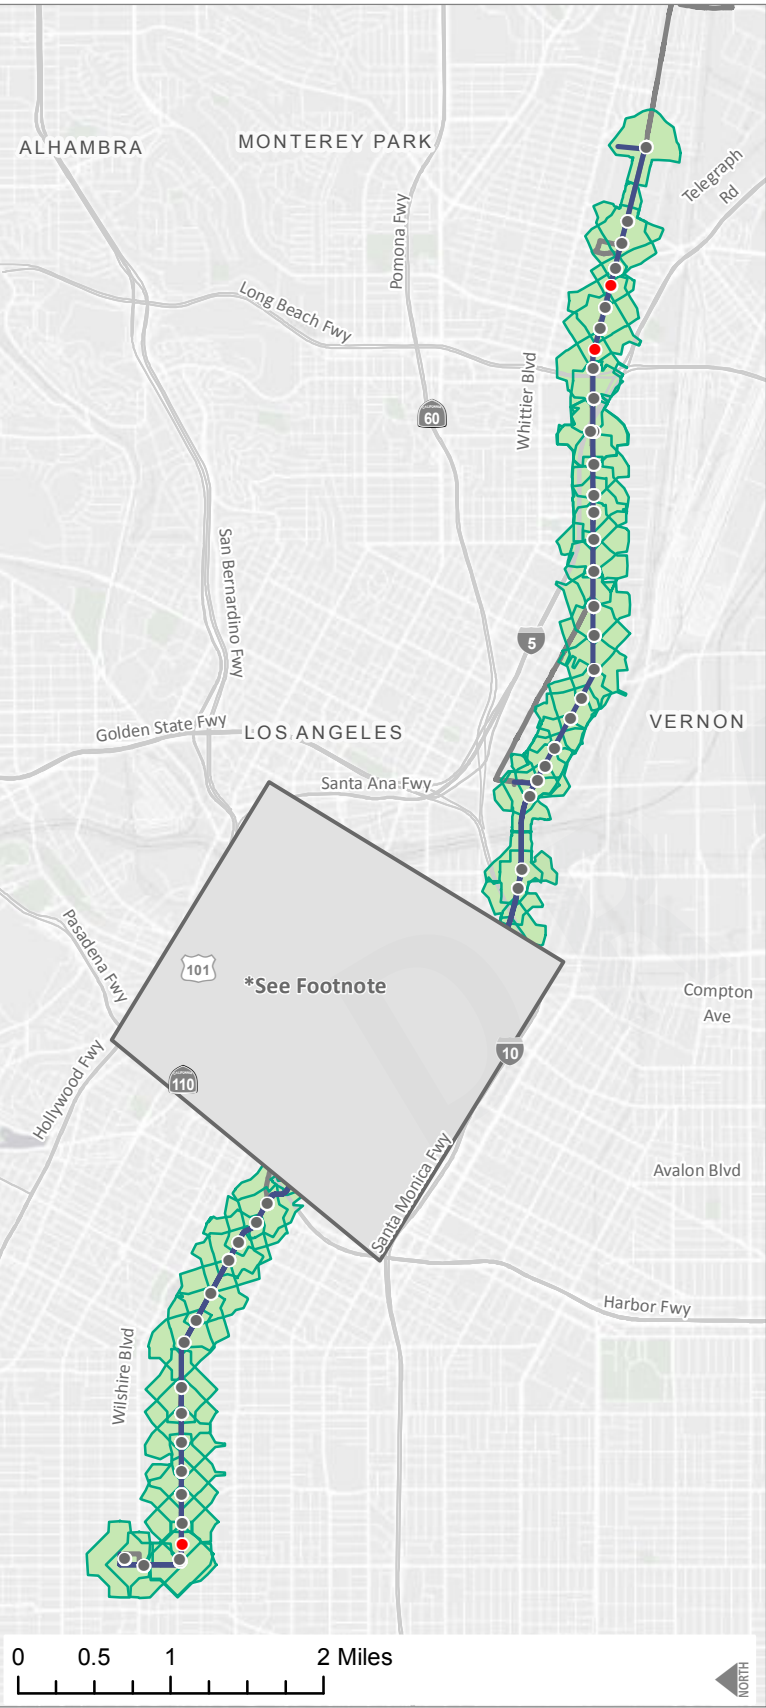 ALHAMBRA
MONTEREY PARK
Telegraph
Rd
Pomona Fwy
Long Beach Fwy
Whittier Blvd
CALIFORNIA
60
San Bernardino Fwy
5
Golden State Fwy
LOS ANGELES
VERNON
Santa Ana Fwy
Pasadena Fwy
101
*See Footnote
Compton
Ave
10
Hollywood Fwy
CALIFORNIA
110
Santa Monica Fwy
Avalon Blvd
Harbor Fwy
Wilshire Blvd
0 0.5 1 2 Miles
NORTH